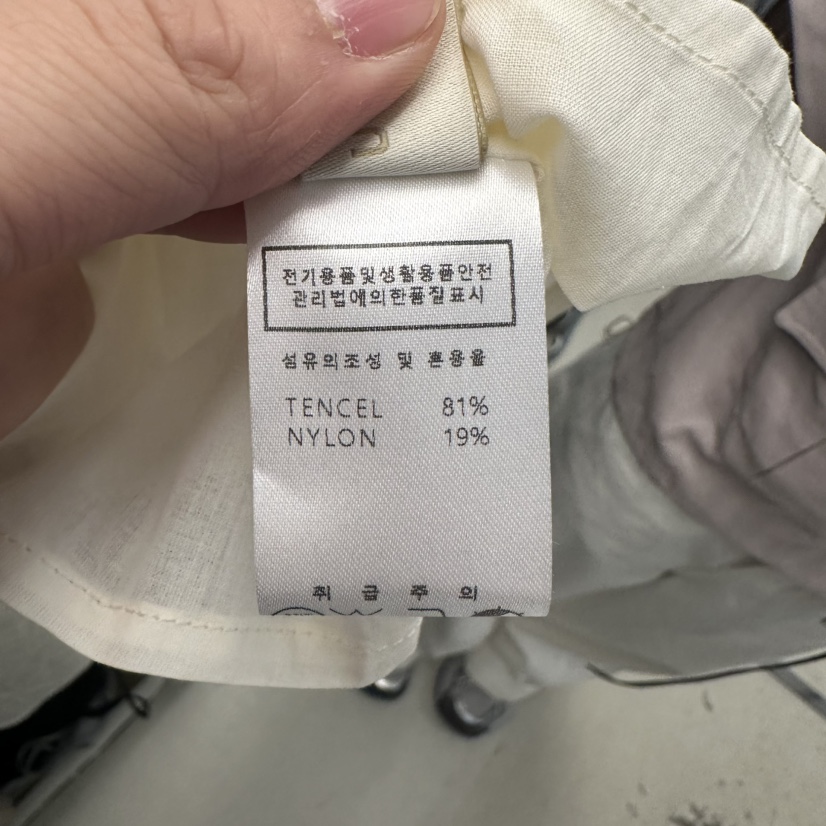 전기용품및생활용품안전
관리법에의한품질표시
섬유의조성 및 혼용율
TENCEL 81%
NYLON 19%
취 급 주 의